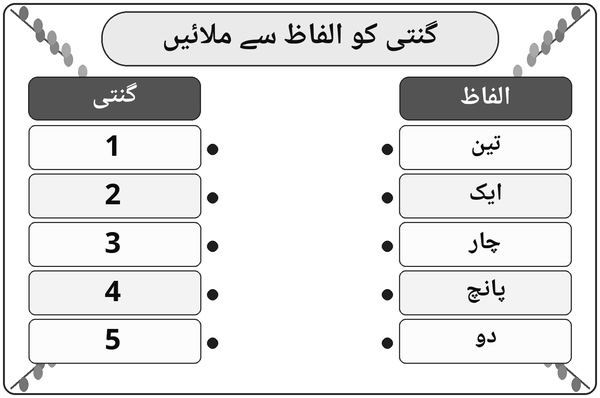 گنتی کو الفاظ سے ملائیں
الفاظ گنتی
تین 1
ایک 2
چار 3
پانچ 4
دو 5